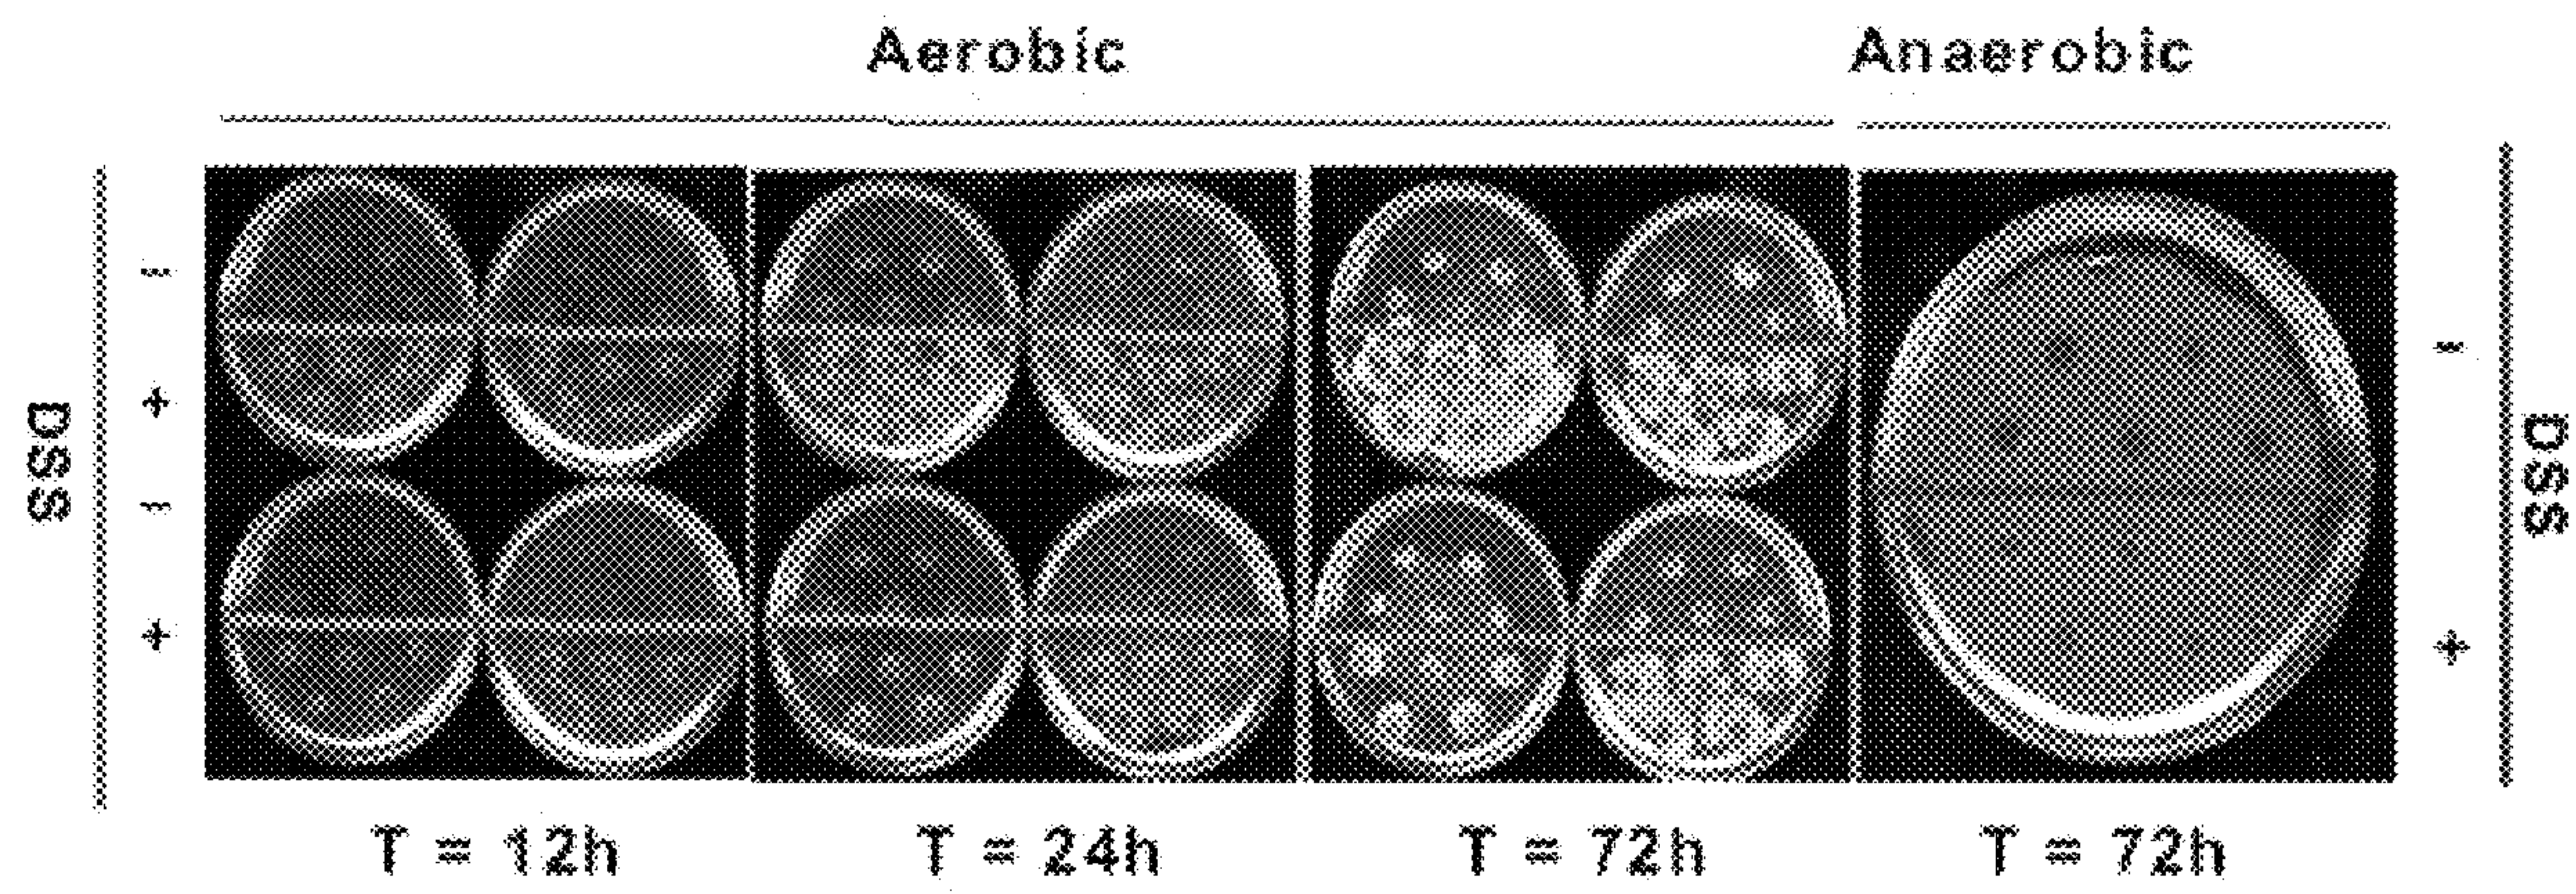 Aerobic Anaerobic
DSS
-
+
-
+
-
+
DSS
T = 12h T = 24h T = 72h T = 72h